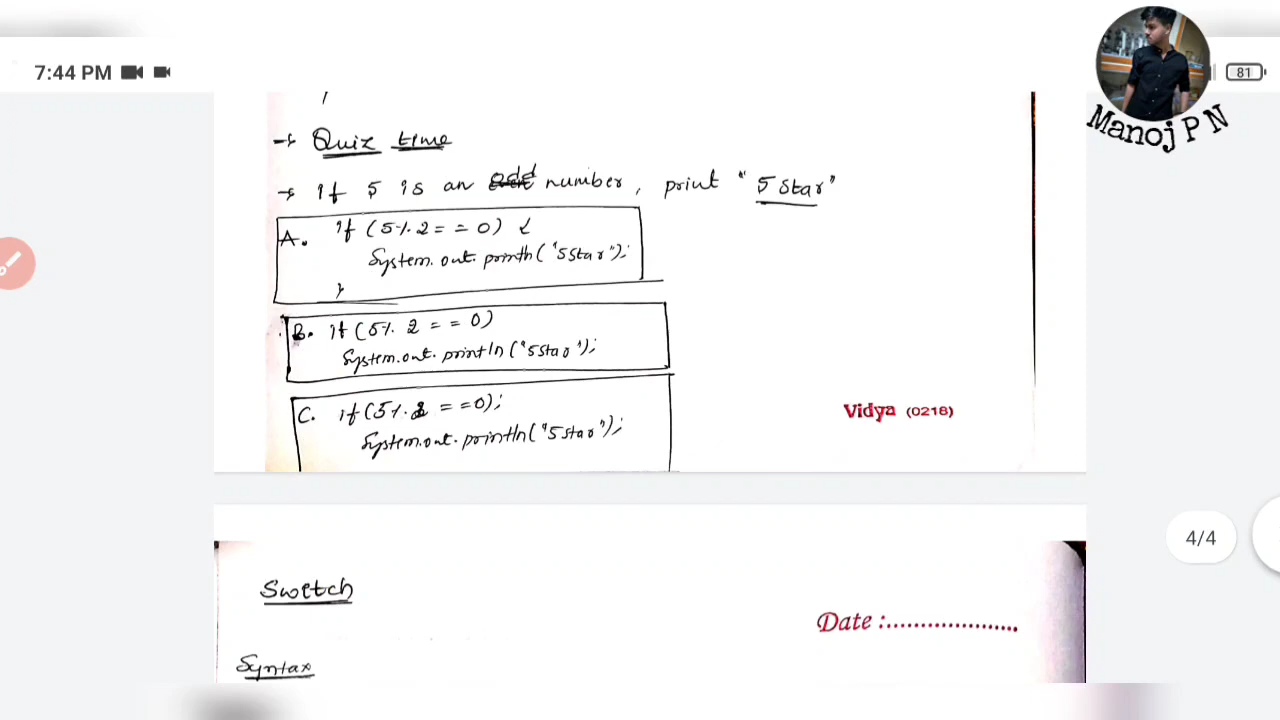 7:44 PM
81
Manoj P N
→ Quiz time
→ if 5 is an odd number, print "5 star"
A. if (5 % 2 = = 0) {
System.out.println("5star");
}
B. if (5 % 2 = = 0)
System.out.println("5star");
C. if (5 % 2 = = 0);
System.out.println("5star");
Vidya (0218)
4/4
Switch
Date :....................
Syntax